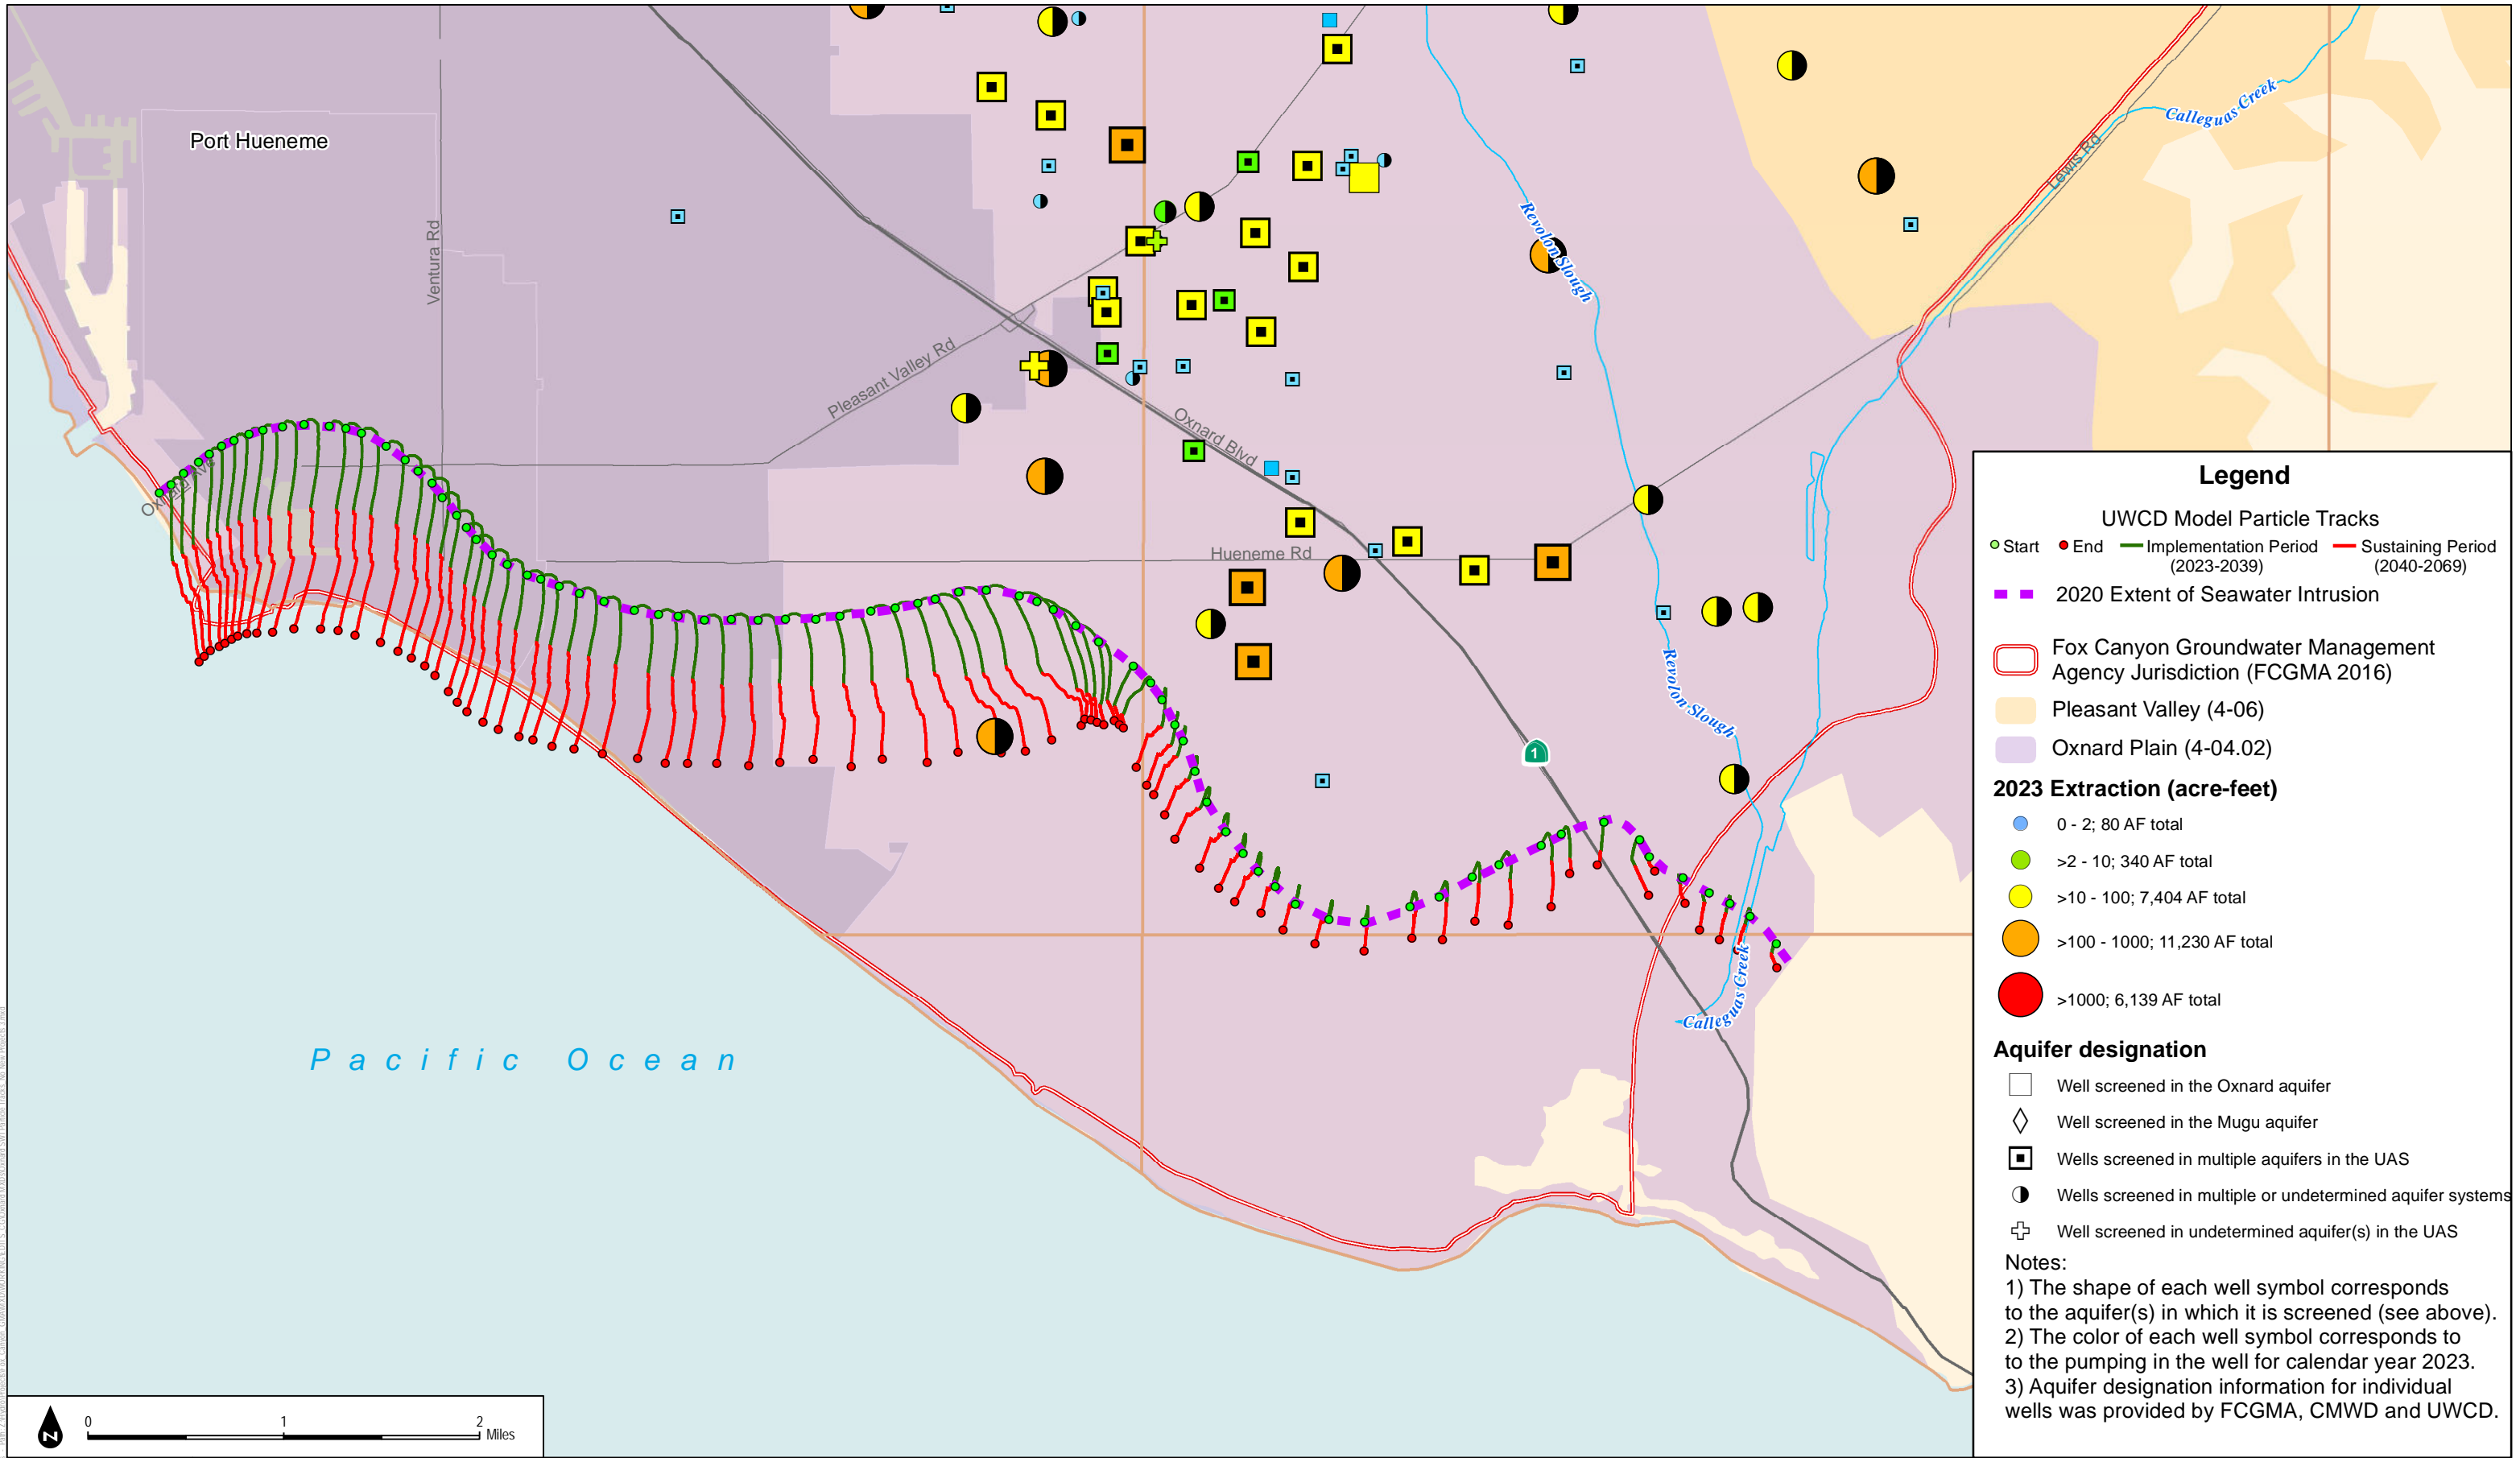 Port Hueneme
Ventura Rd
Oxnard Ave
Pleasant Valley Rd
Oxnard Blvd
Hueneme Rd
Revolon Slough
Revolon Slough
Calleguas Creek
Calleguas Creek
Lewis Rd
1
Pacific Ocean
0 1 2
Miles
N
Legend
UWCD Model Particle Tracks
Start End Implementation Period Sustaining Period
(2023-2039) (2040-2069)
2020 Extent of Seawater Intrusion
Fox Canyon Groundwater Management
Agency Jurisdiction (FCGMA 2016)
Pleasant Valley (4-06)
Oxnard Plain (4-04.02)
2023 Extraction (acre-feet)
0 - 2; 80 AF total
>2 - 10; 340 AF total
>10 - 100; 7,404 AF total
>100 - 1000; 11,230 AF total
>1000; 6,139 AF total
Aquifer designation
Well screened in the Oxnard aquifer
Well screened in the Mugu aquifer
Wells screened in multiple aquifers in the UAS
Wells screened in multiple or undetermined aquifer systems
Well screened in undetermined aquifer(s) in the UAS
Notes:
1) The shape of each well symbol corresponds
to the aquifer(s) in which it is screened (see above).
2) The color of each well symbol corresponds to
to the pumping in the well for calendar year 2023.
3) Aquifer designation information for individual
wells was provided by FCGMA, CMWD and UWCD.